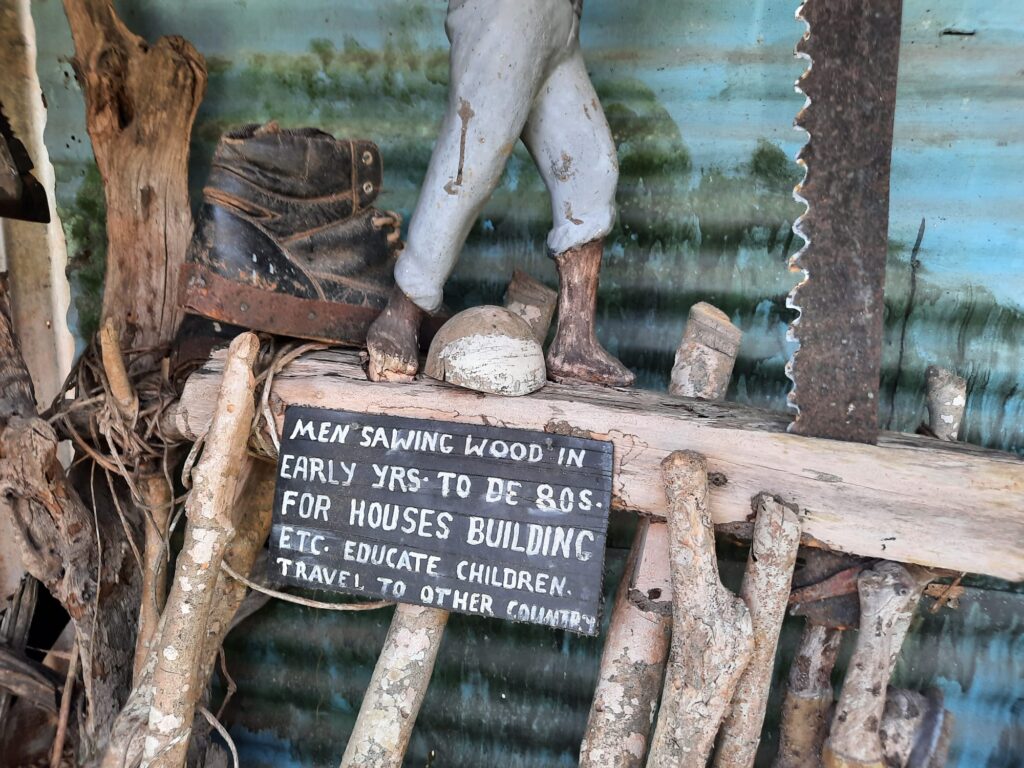 MEN SAWING WOOD IN
EARLY YRS. TO DE 80S.
FOR HOUSES BUILDING
ETC. EDUCATE CHILDREN.
TRAVEL TO OTHER COUNTRY